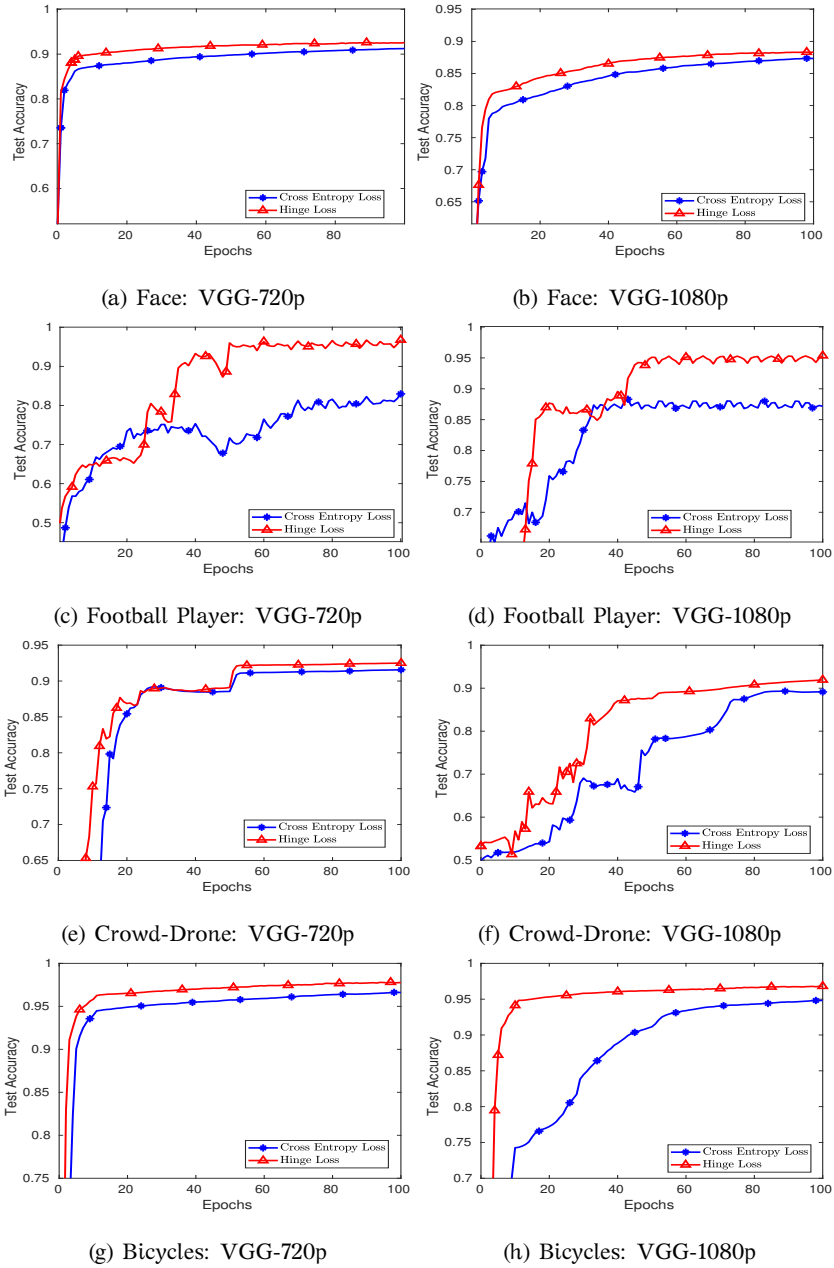 1
0.9
0.8
0.7
0.6
Test Accuracy
0 20 40 60 80 100
Epochs
Cross Entropy Loss
Hinge Loss
(a) Face: VGG-720p
0.95
0.9
0.85
0.8
0.75
0.7
0.65
Test Accuracy
20 40 60 80 100
Epochs
Cross Entropy Loss
Hinge Loss
(b) Face: VGG-1080p
1
0.9
0.8
0.7
0.6
0.5
Test Accuracy
20 40 60 80 100
Epochs
Cross Entropy Loss
Hinge Loss
(c) Football Player: VGG-720p
1
0.95
0.9
0.85
0.8
0.75
0.7
Test Accuracy
0 20 40 60 80 100
Epochs
Cross Entropy Loss
Hinge Loss
(d) Football Player: VGG-1080p
0.95
0.9
0.85
0.8
0.75
0.7
0.65
Test Accuracy
0 20 40 60 80 100
Epochs
Cross Entropy Loss
Hinge Loss
(e) Crowd-Drone: VGG-720p
1
0.9
0.8
0.7
0.6
0.5
Test Accuracy
0 20 40 60 80 100
Epochs
Cross Entropy Loss
Hinge Loss
(f) Crowd-Drone: VGG-1080p
1
0.95
0.9
0.85
0.8
0.75
Test Accuracy
0 20 40 60 80 100
Epochs
Cross Entropy Loss
Hinge Loss
(g) Bicycles: VGG-720p
1
0.95
0.9
0.85
0.8
0.75
0.7
Test Accuracy
0 20 40 60 80 100
Epochs
Cross Entropy Loss
Hinge Loss
(h) Bicycles: VGG-1080p